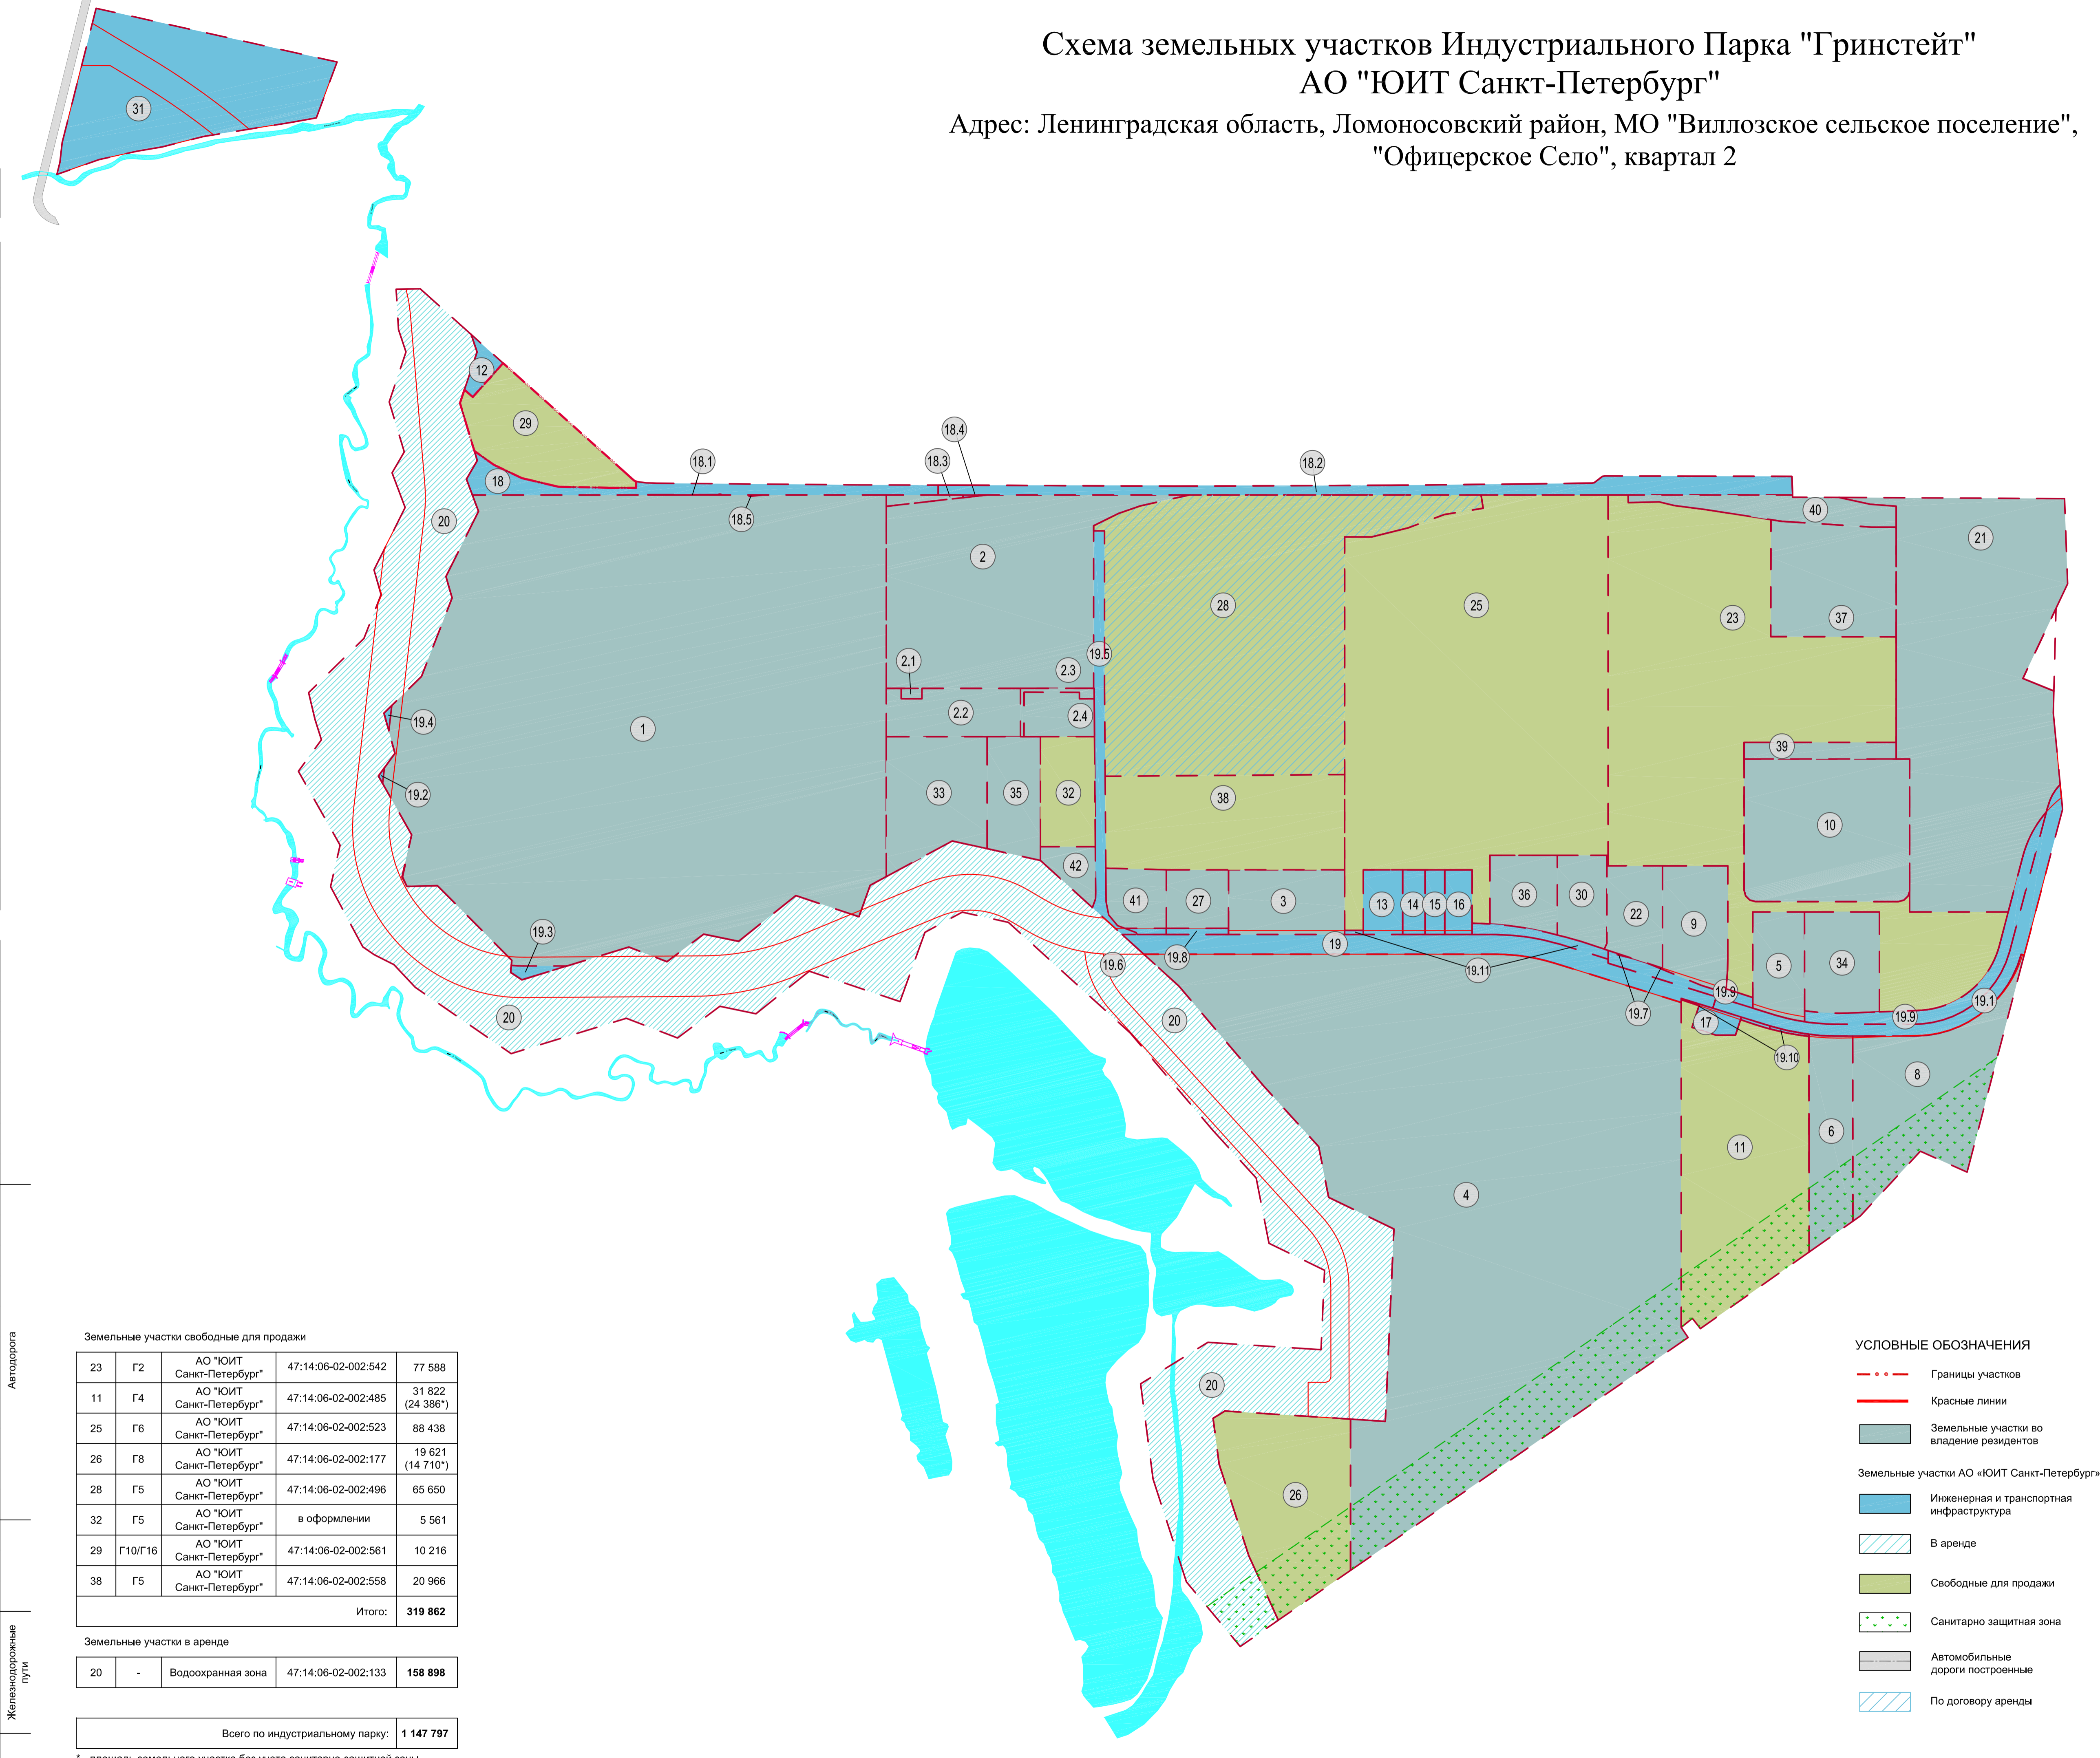 Схема земельных участков Индустриального Парка "Гринстейт"
АО "ЮИТ Санкт-Петербург"
Адрес: Ленинградская область, Ломоносовский район, МО "Виллозское сельское поселение",
"Офицерское Село", квартал 2
31
12
29
18
20
18.1
18.5
18.3
18.4
18.2
40
21
2
28
25
23
37
2.1
2.3
19.5
2.2
2.4
1
19.4
19.2
33
35
32
38
39
10
42
41
27
3
13
14
15
16
36
30
22
9
19.3
19
19.8
19.6
19.11
5
34
19.9
19.7
17
19.9
19.1
19.10
20
20
8
6
11
4
20
26
Автодорога
Железнодорожные
пути
Земельные участки свободные для продажи
23 Г2 АО "ЮИТ Санкт-Петербург" 47:14:06-02-002:542 77 588
11 Г4 АО "ЮИТ Санкт-Петербург" 47:14:06-02-002:485 31 822 (24 386*)
25 Г6 АО "ЮИТ Санкт-Петербург" 47:14:06-02-002:523 88 438
26 Г8 АО "ЮИТ Санкт-Петербург" 47:14:06-02-002:177 19 621 (14 710*)
28 Г5 АО "ЮИТ Санкт-Петербург" 47:14:06-02-002:496 65 650
32 Г5 АО "ЮИТ Санкт-Петербург" в оформлении 5 561
29 Г10/Г16 АО "ЮИТ Санкт-Петербург" 47:14:06-02-002:561 10 216
38 Г5 АО "ЮИТ Санкт-Петербург" 47:14:06-02-002:558 20 966
Итого: 319 862
Земельные участки в аренде
20 - Водоохранная зона 47:14:06-02-002:133 158 898
Всего по индустриальному парку: 1 147 797
УСЛОВНЫЕ ОБОЗНАЧЕНИЯ
Границы участков
Красные линии
Земельные участки во
владение резидентов
Земельные участки АО «ЮИТ Санкт-Петербург»
Инженерная и транспортная
инфраструктура
В аренде
Свободные для продажи
Санитарно защитная зона
Автомобильные
дороги построенные
По договору аренды